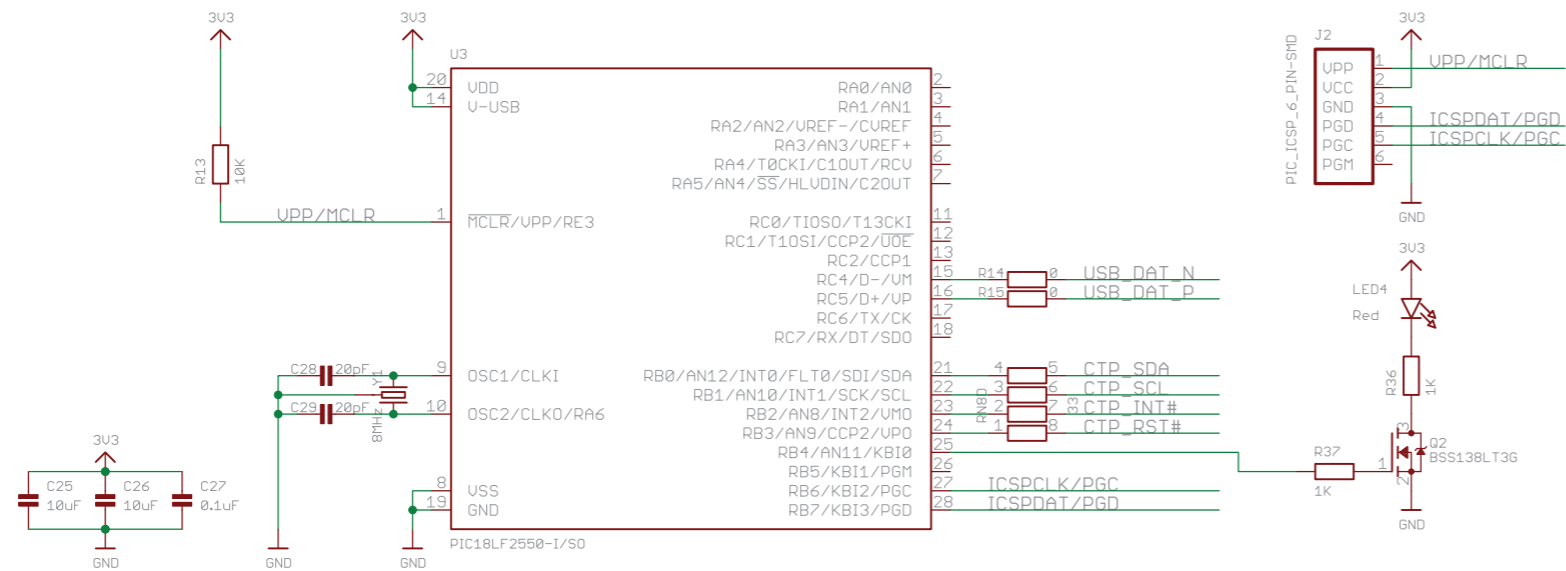 3V3
3V3
3V3
U3
J2
PIC_ICSP_6_PIN-SMD
VPP
1
VPP/MCLR
VCC
2
GND
3
PGD
4
ICSPDAT/PGD
PGC
5
ICSPCLK/PGC
PGM
6
GND
20
VDD
14
V-USB
RA0/AN0
2
RA1/AN1
3
RA2/AN2/VREF-/CVREF
4
RA3/AN3/VREF+
5
RA4/T0CKI/C1OUT/RCV
6
RA5/AN4/SS/HLVDIN/C2OUT
7
R13
10K
VPP/MCLR
1
MCLR/VPP/RE3
RC0/TIOSO/T13CKI
11
RC1/T1OSI/CCP2/UOE
12
RC2/CCP1
13
RC4/D-/VM
15
R14
0
USB_DAT_N
RC5/D+/VP
16
R15
0
USB_DAT_P
RC6/TX/CK
17
RC7/RX/DT/SDO
18
3V3
LED4
Red
R36
1K
C28
20pF
Y1
8MHz
C29
20pF
9
OSC1/CLKI
10
OSC2/CLKO/RA6
RB0/AN12/INT0/FLT0/SDI/SDA
21
4
5
CTP_SDA
RB1/AN10/INT1/SCK/SCL
22
3
6
CTP_SCL
RB2/AN8/INT2/VMO
23
2
7
CTP_INT#
RB3/AN9/CCP2/VPO
24
1
8
CTP_RST#
RN8D
33
RB4/AN11/KBI0
25
RB5/KBI1/PGM
26
RB6/KBI2/PGC
27
ICSPCLK/PGC
RB7/KBI3/PGD
28
ICSPDAT/PGD
R37
1K
1
3
2
Q2
BSS138LT3G
GND
3V3
C25
10uF
C26
10uF
C27
0.1uF
GND
GND
8
VSS
19
GND
GND
PIC18LF2550-I/SO